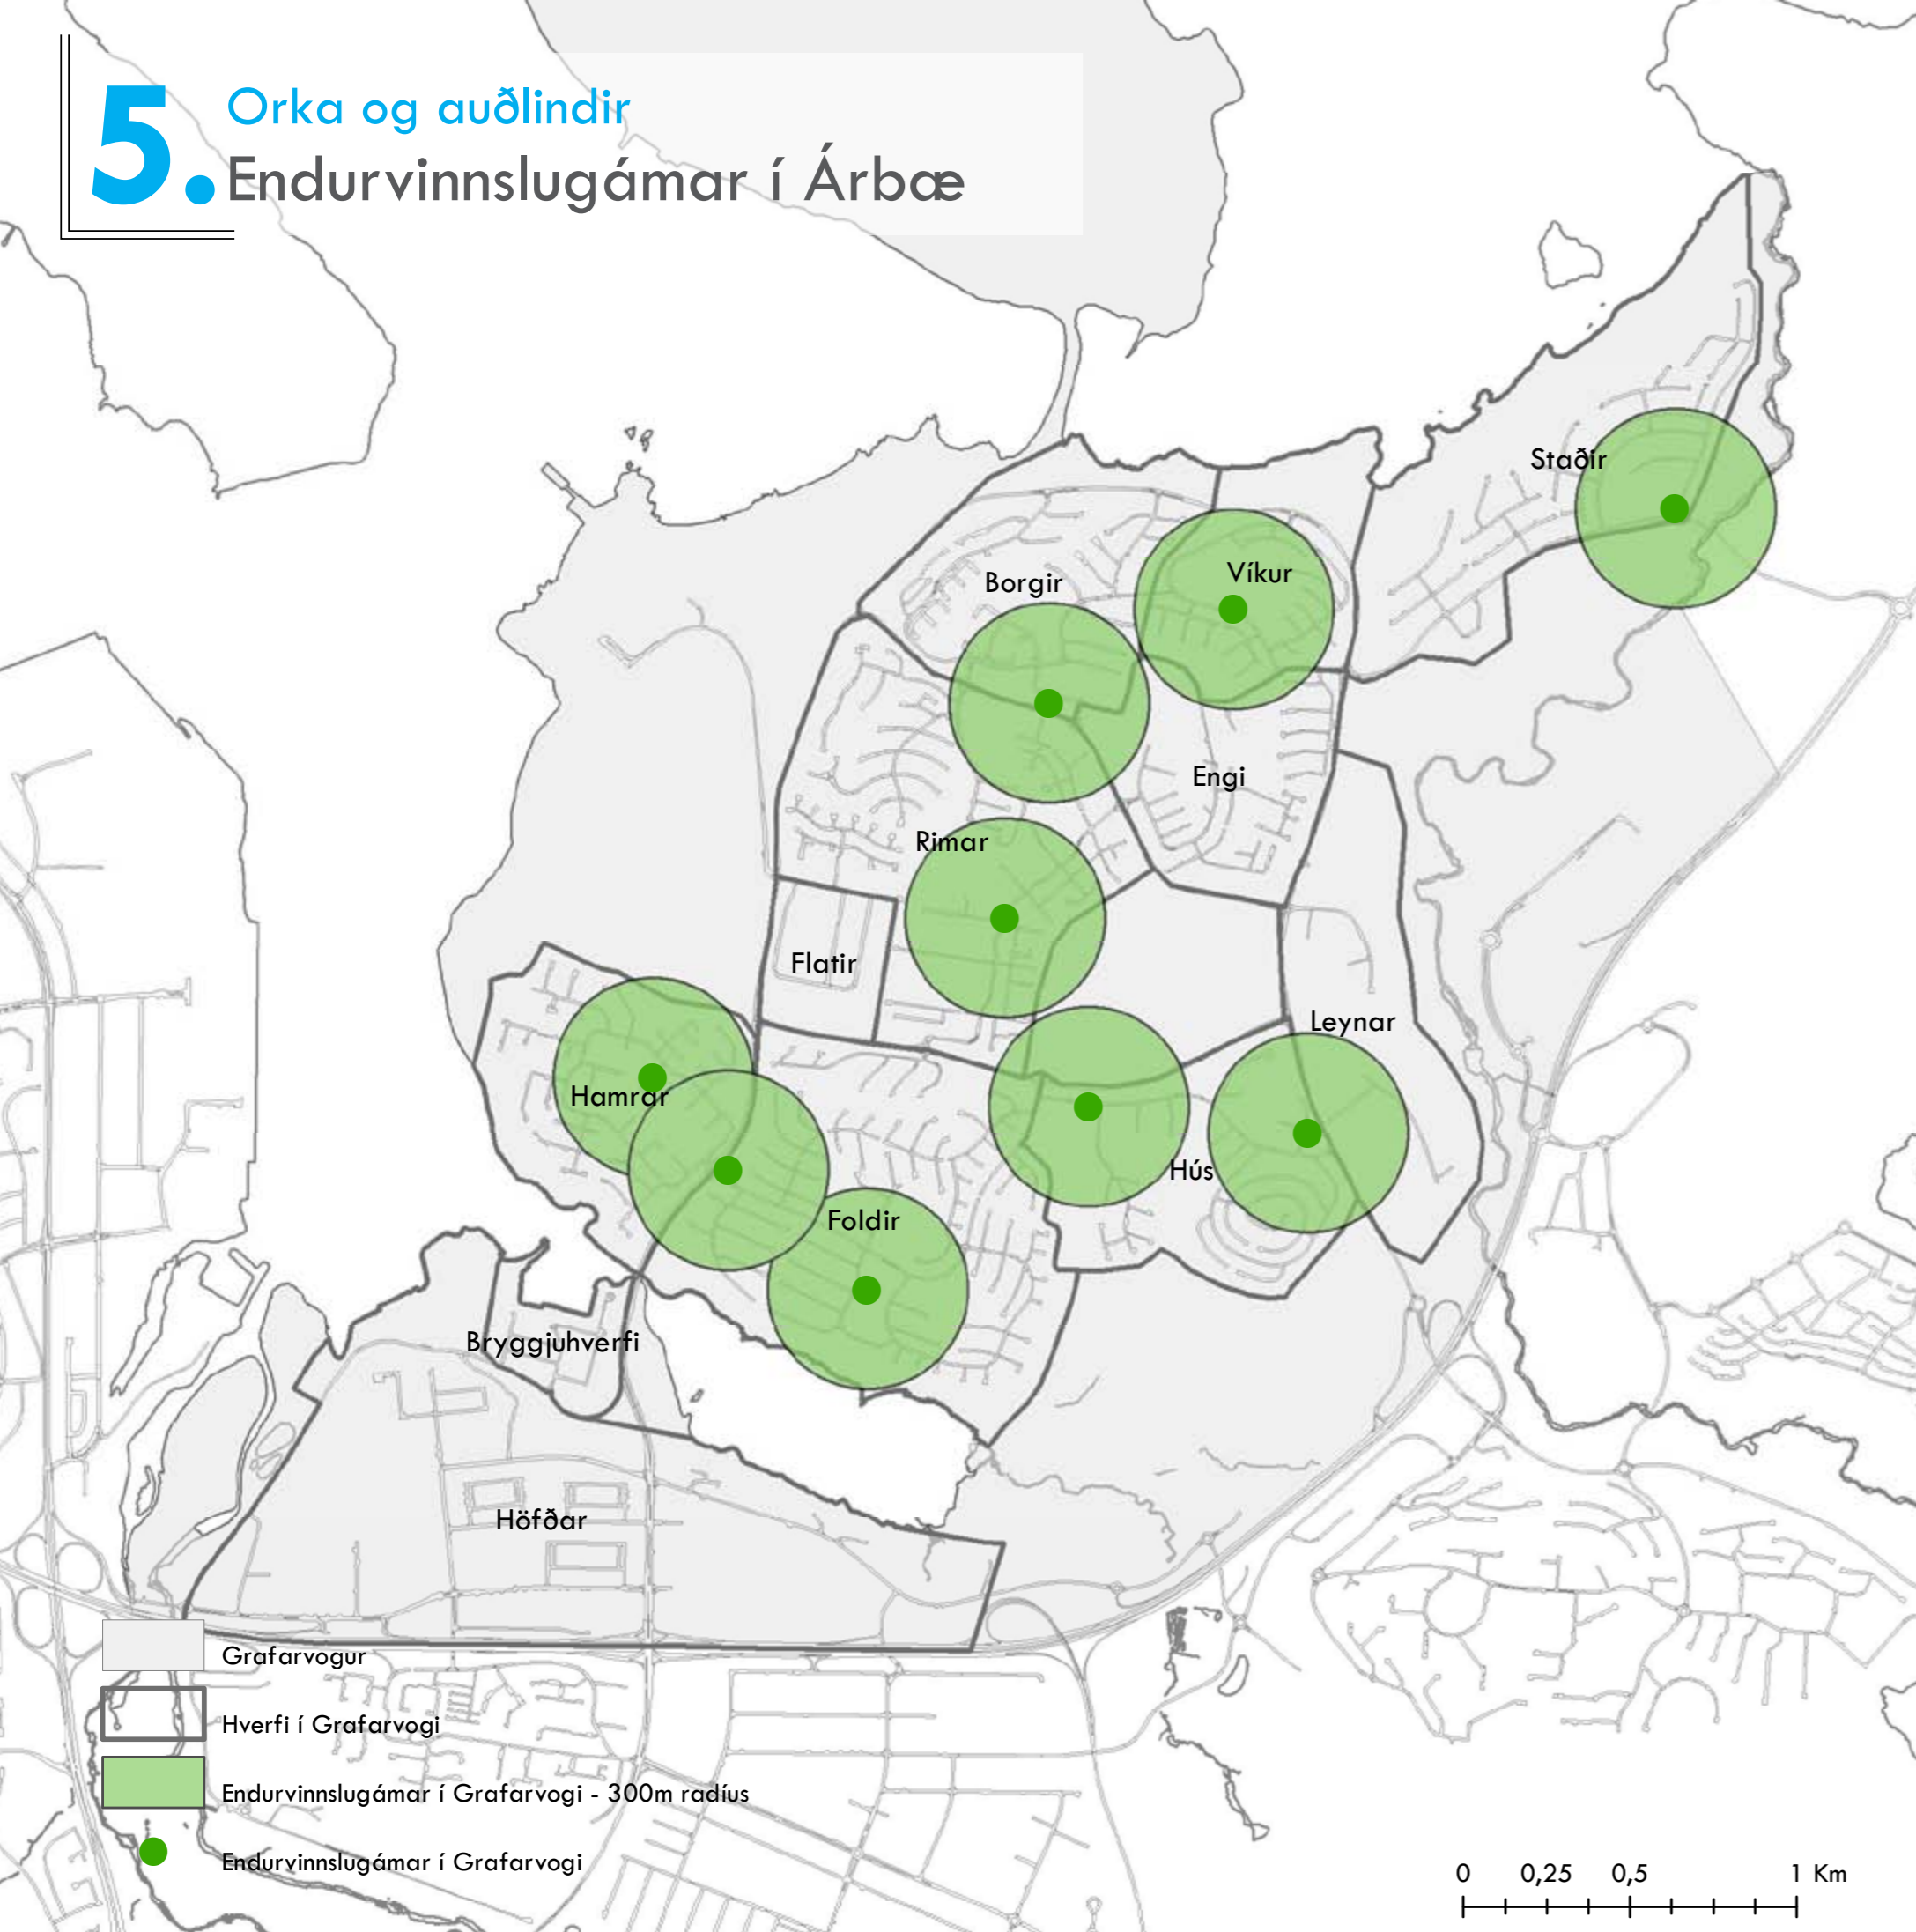 5.
Orka og auðlindir
Endurvinnslugámar í Árbæ
Staðir
Víkur
Borgir
Engi
Rimar
Flatir
Leynar
Hamrar
Hús
Foldir
Bryggjuhverfi
Höfðar
Grafarvogur
Hverfi í Grafarvogi
Endurvinnslugámar í Grafarvogi - 300m radíus
Endurvinnslugámar í Grafarvogi
0 0,25 0,5 1 Km